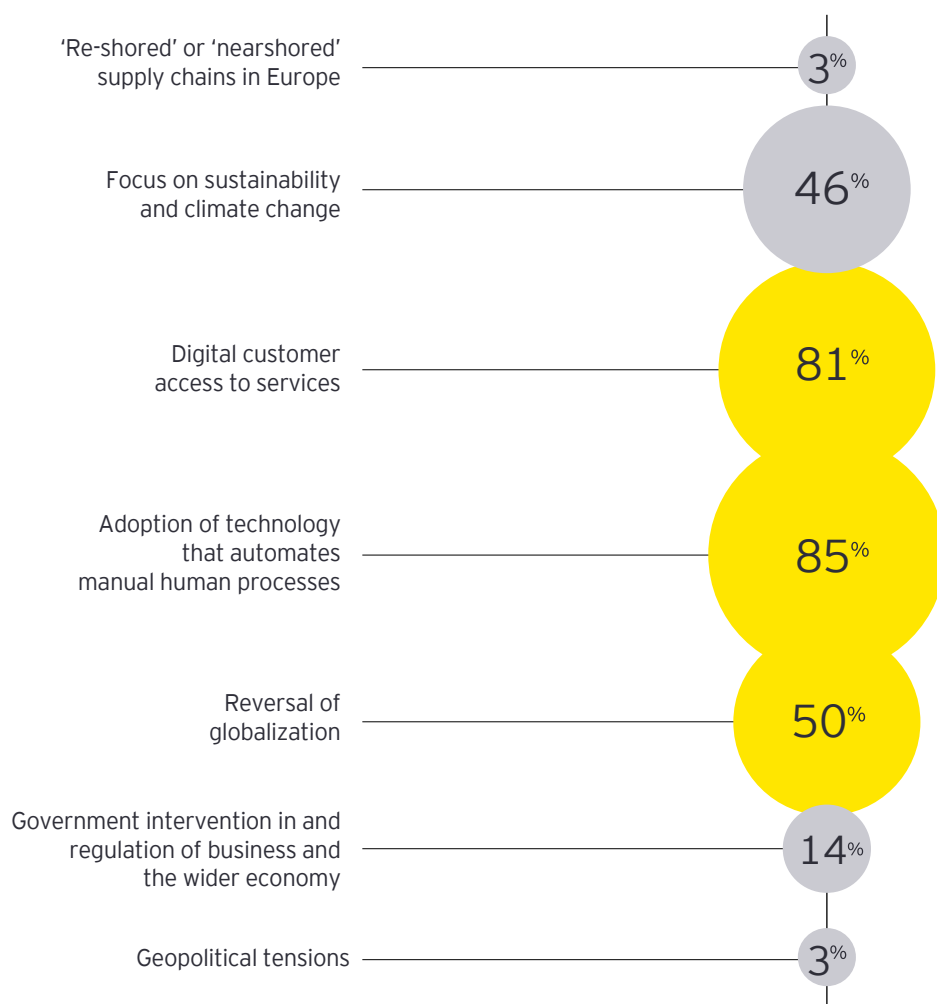 ‘Re-shored’ or ‘nearshored’
supply chains in Europe
3%
Focus on sustainability
and climate change
46%
Digital customer
access to services
81%
Adoption of technology
that automates
manual human processes
85%
Reversal of
globalization
50%
Government intervention in and
regulation of business and
the wider economy
14%
Geopolitical tensions
3%